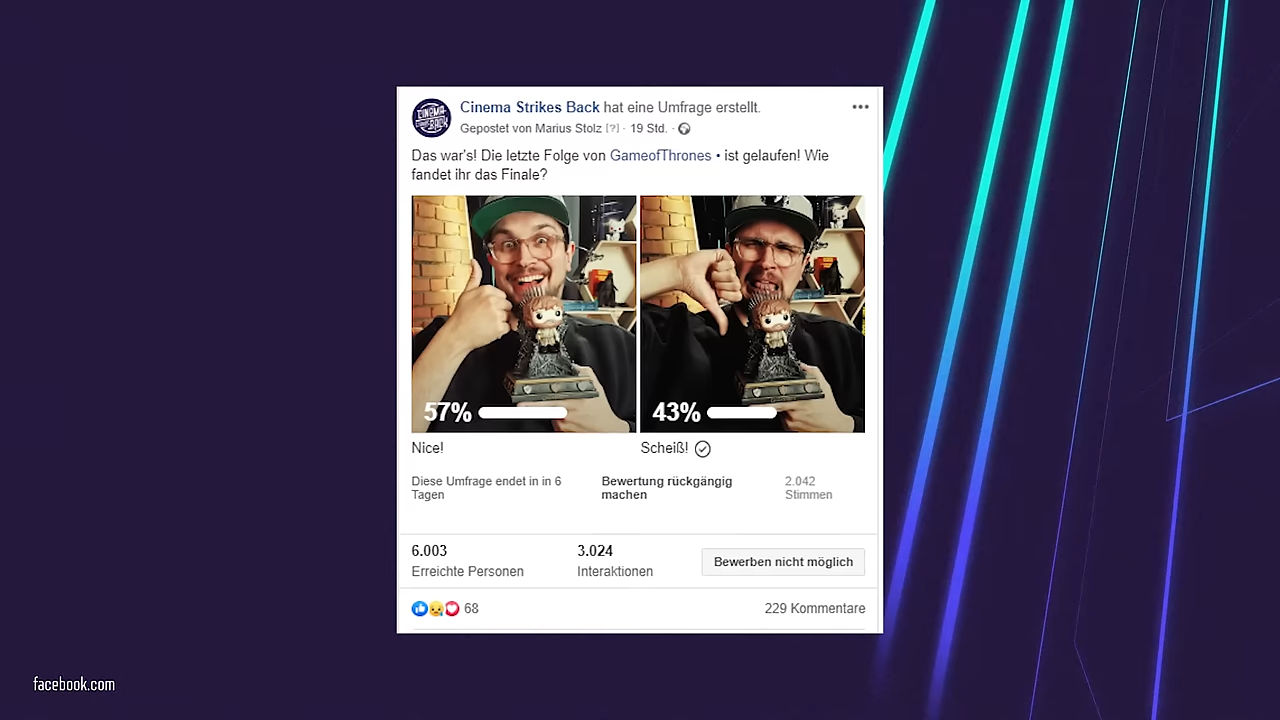 CINEMA
STRIKES
BACK
Cinema Strikes Back hat eine Umfrage erstellt.
Gepostet von Marius Stolz [?] · 19 Std. ·
Das war's! Die letzte Folge von GameofThrones • ist gelaufen! Wie
fandet ihr das Finale?
57%
43%
Nice!
Scheiß!
Diese Umfrage endet in in 6
Tagen
Bewertung rückgängig
machen
2.042
Stimmen
6.003
Erreichte Personen
3.024
Interaktionen
Bewerben nicht möglich
68
229 Kommentare
facebook.com